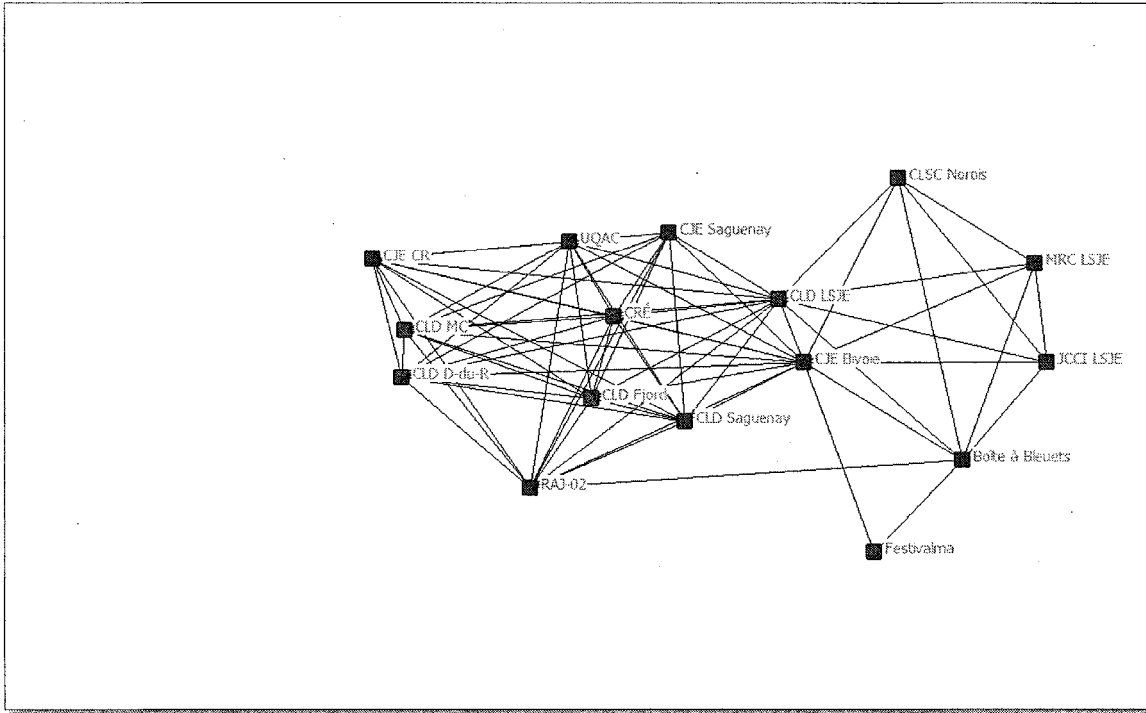 CLSC Norois
CJE Saguenay
UQAC
CJE CR
MRC LSJE
CLD LSJE
CRÉ
CLD MC
CJE Bivoie
JCCI LSJE
CLD D-du-R
CLD Fjord
CLD Saguenay
Boîte à Bleuets
RAJ-02
Festivalma